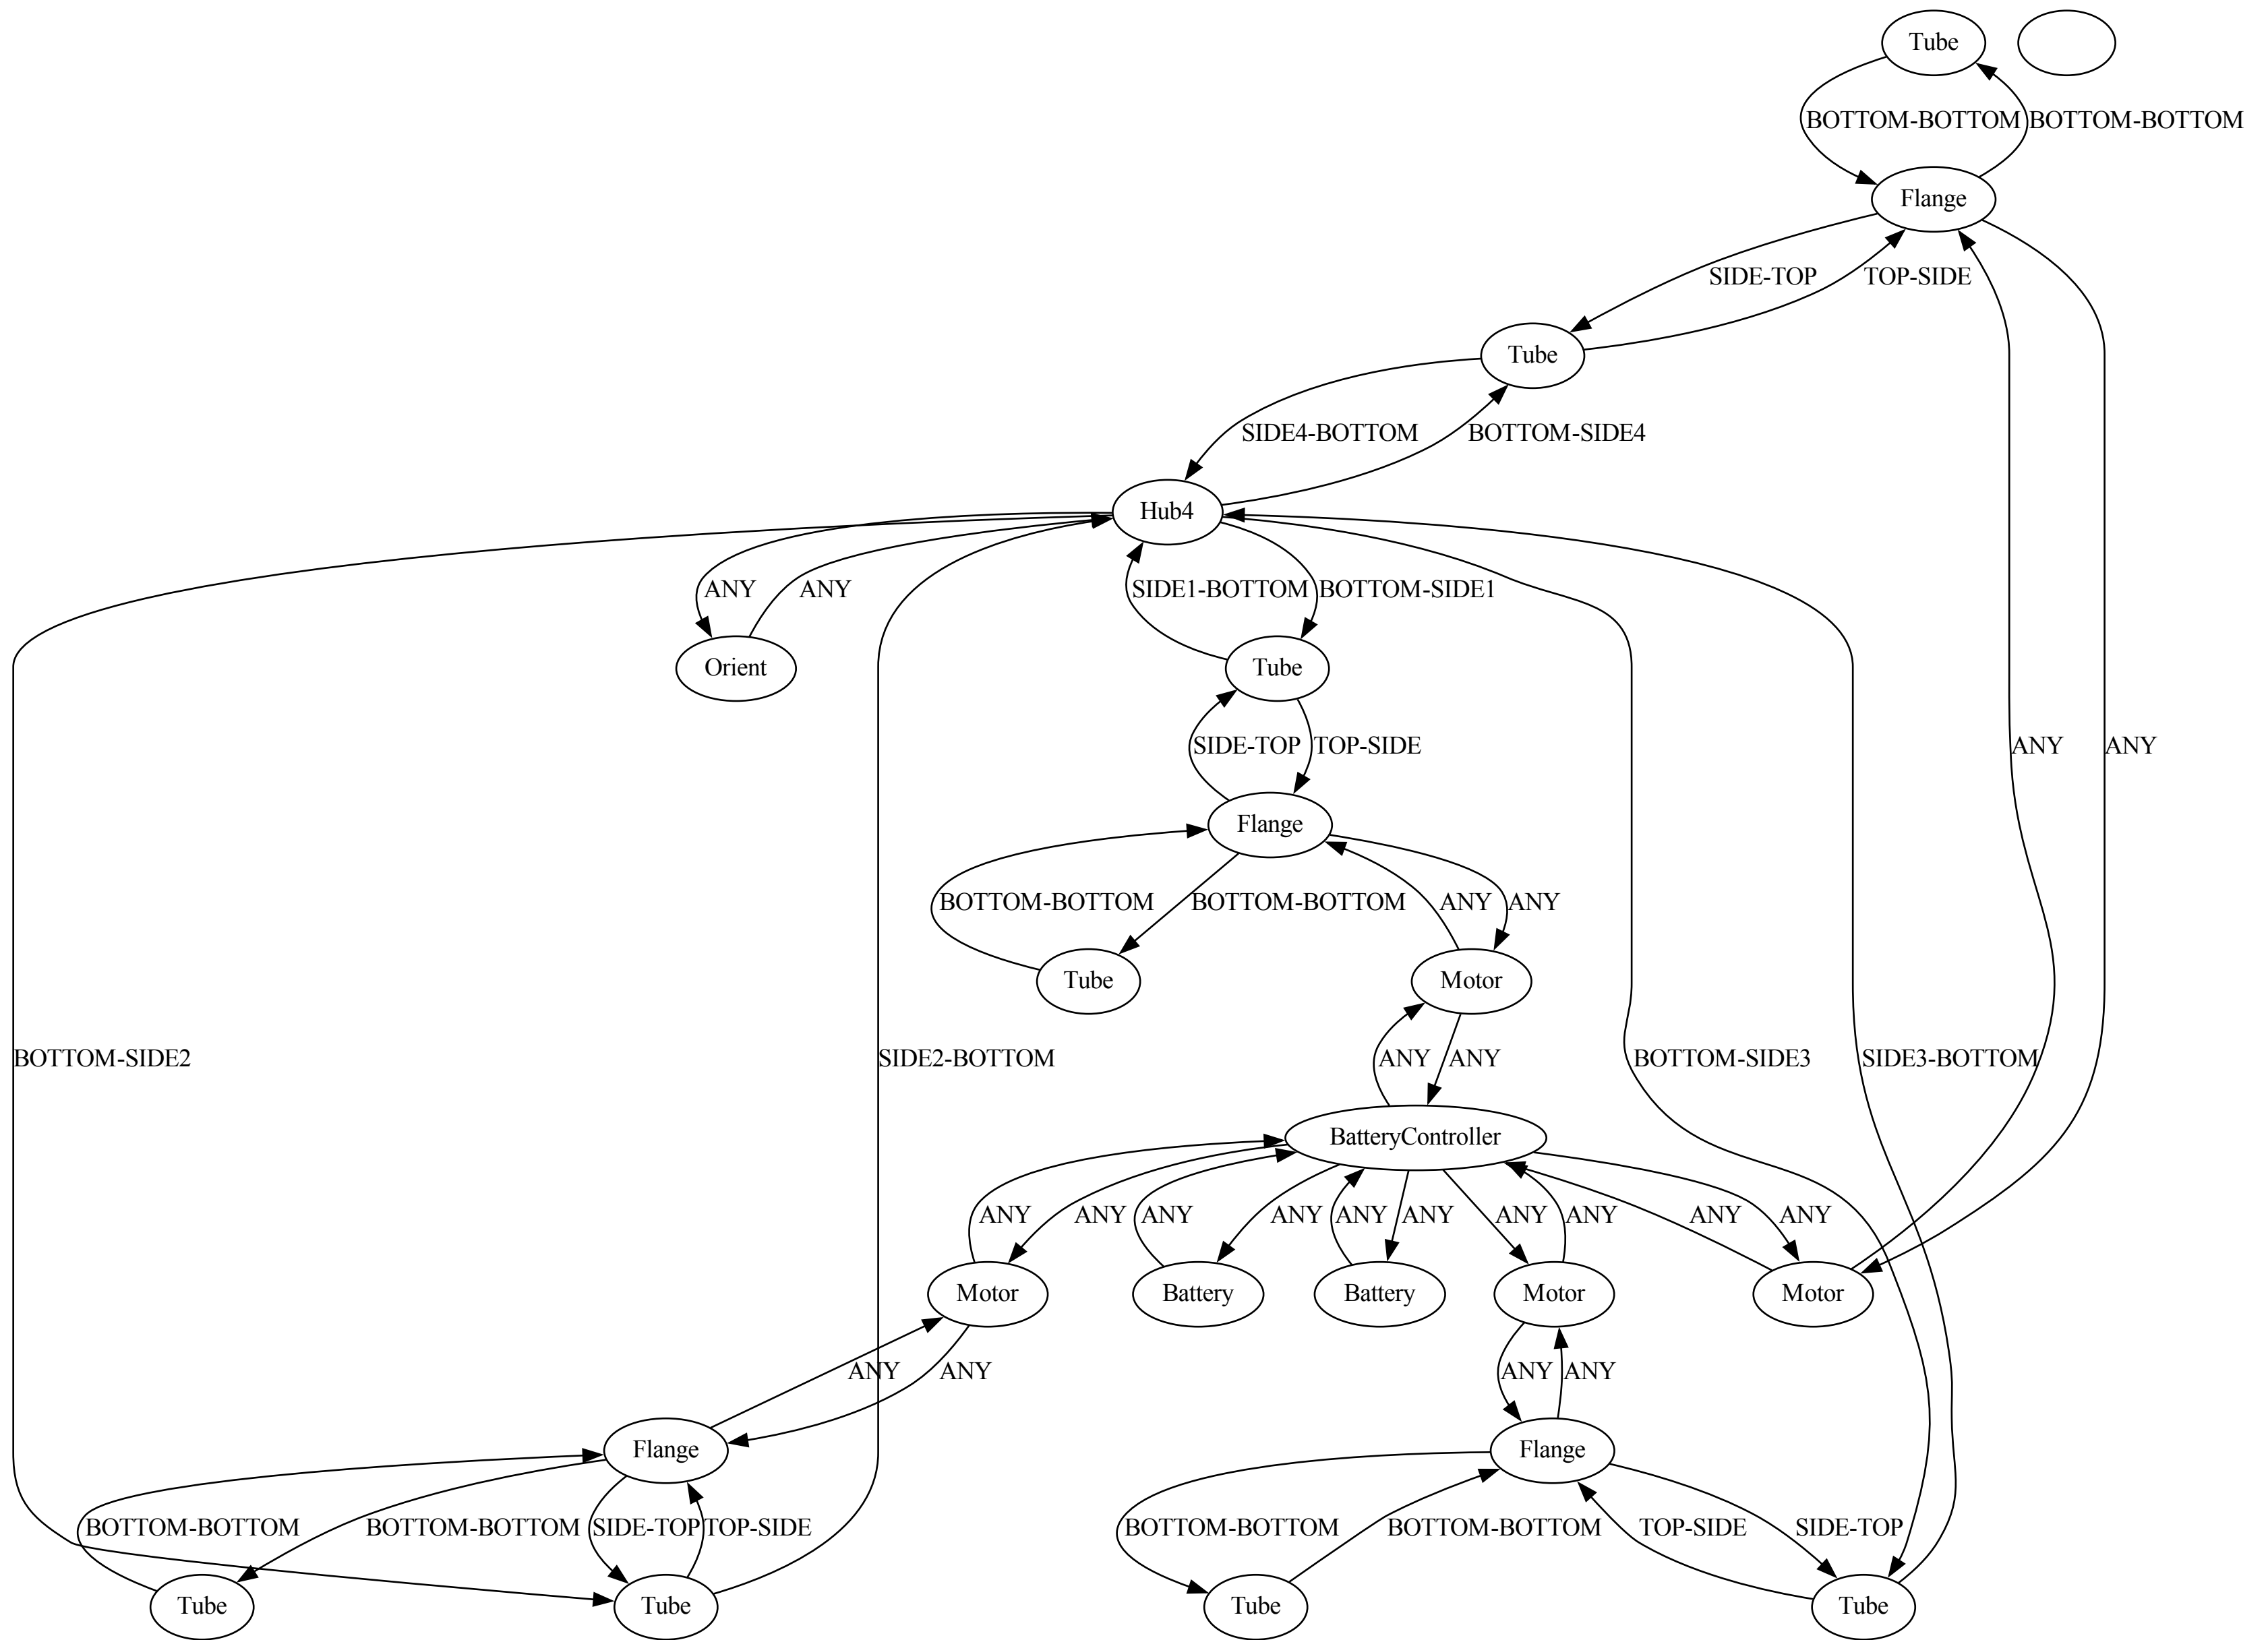 Tube
BOTTOM-BOTTOM
BOTTOM-BOTTOM
Flange
SIDE-TOP
TOP-SIDE
Tube
SIDE4-BOTTOM
BOTTOM-SIDE4
Hub4
ANY
ANY
SIDE1-BOTTOM
BOTTOM-SIDE1
Orient
Tube
SIDE-TOP
TOP-SIDE
ANY
ANY
Flange
BOTTOM-BOTTOM
BOTTOM-BOTTOM
ANY
ANY
Tube
Motor
BOTTOM-SIDE2
SIDE2-BOTTOM
ANY
ANY
BOTTOM-SIDE3
SIDE3-BOTTOM
BatteryController
ANY
ANY
ANY
ANY
ANY
ANY
ANY
ANY
ANY
ANY
Motor
Battery
Battery
Motor
Motor
ANY
ANY
ANY
ANY
Flange
Flange
BOTTOM-BOTTOM
BOTTOM-BOTTOM
SIDE-TOP
TOP-SIDE
BOTTOM-BOTTOM
BOTTOM-BOTTOM
TOP-SIDE
SIDE-TOP
Tube
Tube
Tube
Tube